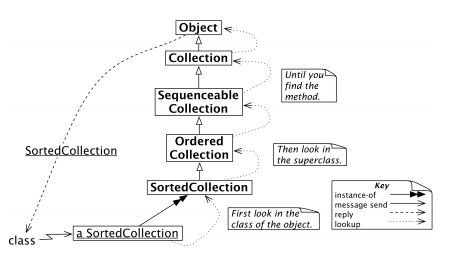 Object
Collection
Until you
find the
method.
Sequenceable
Collection
SortedCollection
Ordered
Collection
Then look in
the superclass.
SortedCollection
Key
instance-of
message send
reply
lookup
First look in the
class of the object.
class
a SortedCollection